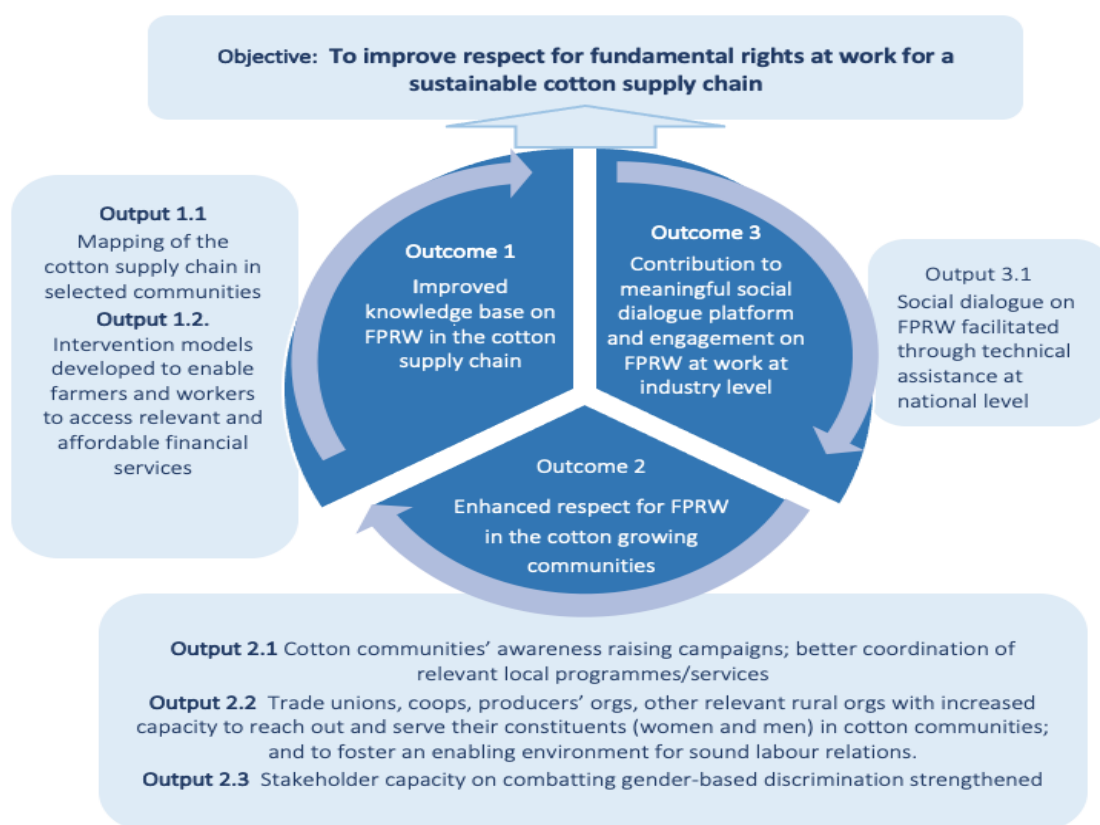 Objective: To improve respect for fundamental rights at work for a
sustainable cotton supply chain
Output 1.1
Mapping of the
cotton supply chain in
selected communities
Output 1.2.
Intervention models
developed to enable
farmers and workers
to access relevant and
affordable financial
services
Outcome 1
Improved
knowledge base on
FPRW in the cotton
supply chain
Outcome 3
Contribution to
meaningful social
dialogue platform
and engagement on
FPRW at work at
industry level
Output 3.1
Social dialogue on
FPRW facilitated
through technical
assistance at
national level
Outcome 2
Enhanced respect for FPRW
in the cotton growing
communities
Output 2.1 Cotton communities’ awareness raising campaigns; better coordination of
relevant local programmes/services
Output 2.2 Trade unions, coops, producers’ orgs, other relevant rural orgs with increased
capacity to reach out and serve their constituents (women and men) in cotton communities;
and to foster an enabling environment for sound labour relations.
Output 2.3 Stakeholder capacity on combatting gender-based discrimination strengthened